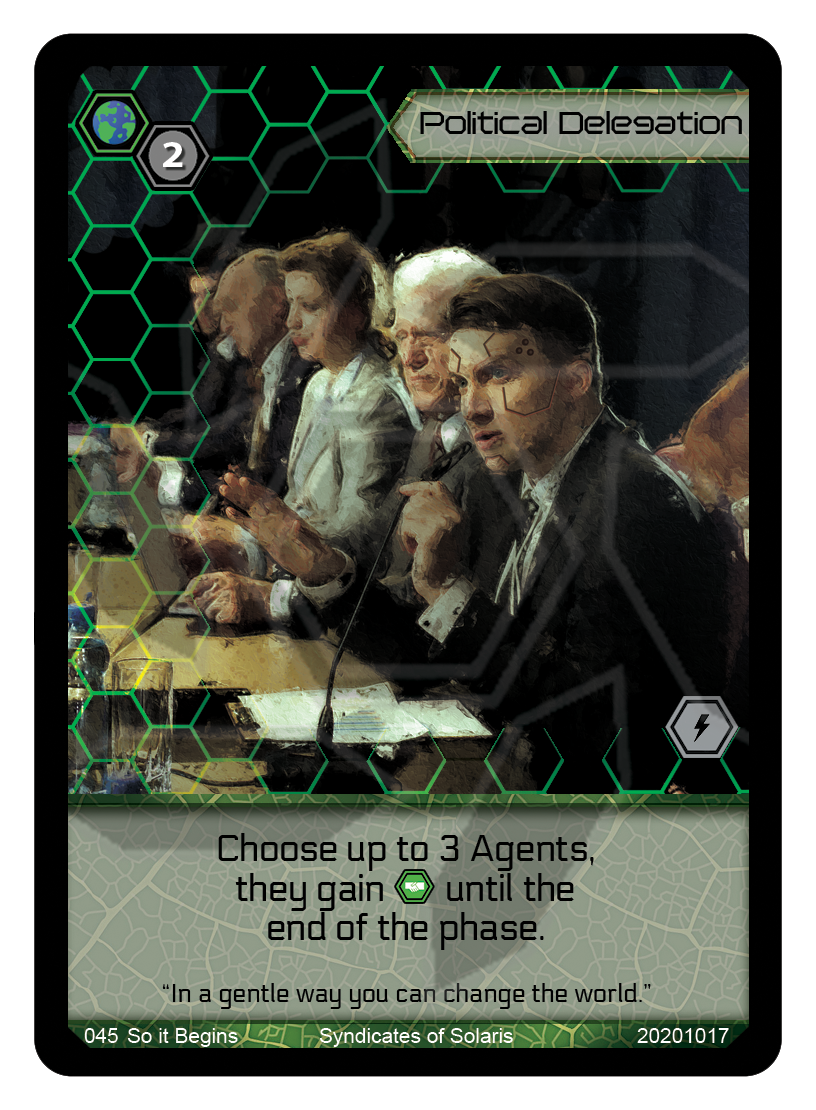 Political Delegation
2
Choose up to 3 Agents,
they gain until the
end of the phase.
“In a gentle way you can change the world.”
045 So it Begins Syndicates of Solaris 20201017